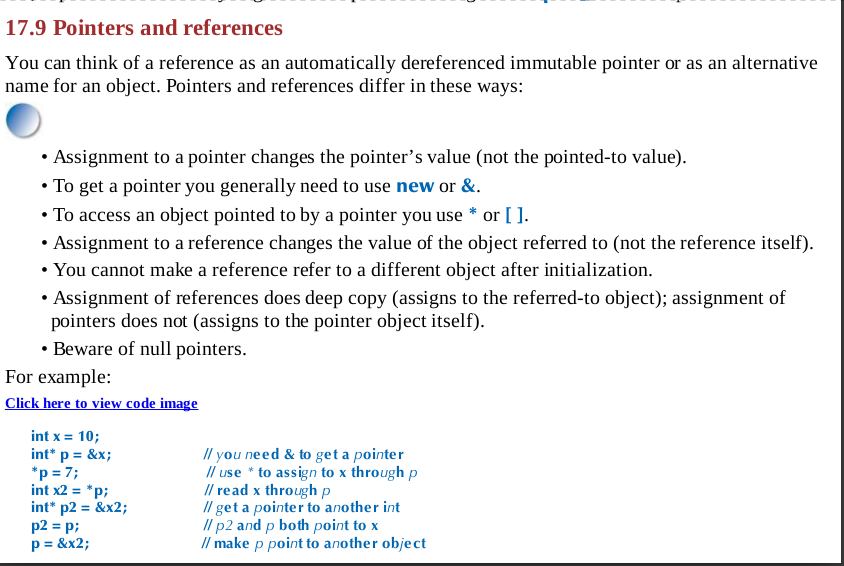 17.9 Pointers and references
You can think of a reference as an automatically dereferenced immutable pointer or as an alternative
name for an object. Pointers and references differ in these ways:
• Assignment to a pointer changes the pointer’s value (not the pointed-to value).
• To get a pointer you generally need to use new or &.
• To access an object pointed to by a pointer you use * or [ ].
• Assignment to a reference changes the value of the object referred to (not the reference itself).
• You cannot make a reference refer to a different object after initialization.
• Assignment of references does deep copy (assigns to the referred-to object); assignment of
pointers does not (assigns to the pointer object itself).
• Beware of null pointers.
For example:
Click here to view code image
int x = 10;
int* p = &x; // you need & to get a pointer
*p = 7; // use * to assign to x through p
int x2 = *p; // read x through p
int* p2 = &x2; // get a pointer to another int
p2 = p; // p2 and p both point to x
p = &x2; // make p point to another object